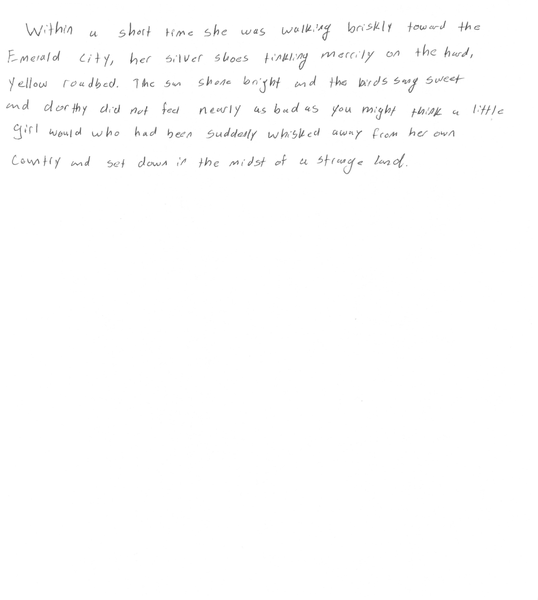 Within a short time she was walking briskly toward the
Emerald City, her silver shoes tinkling merrily on the hard,
Yellow roadbed. The sun shone bright and the birds sang sweet
and dorthy did not feel nearly as bad as you might think a little
girl would who had been suddenly whisked away from her own
Country and set down in the midst of a strange land.